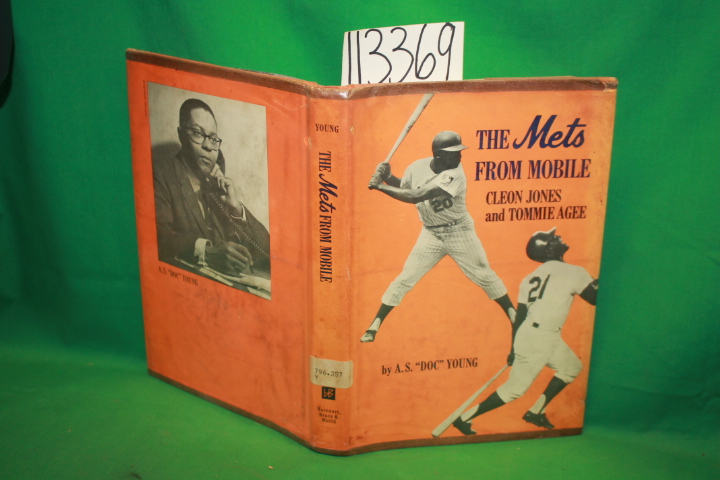 113369
A.S. "DOC" YOUNG
YOUNG
THE Mets FROM MOBILE
796.357
Y
Harcourt,
Brace &
World
THE Mets
FROM MOBILE
CLEON JONES
and TOMMIE AGEE
20
21
by A.S. "DOC" YOUNG